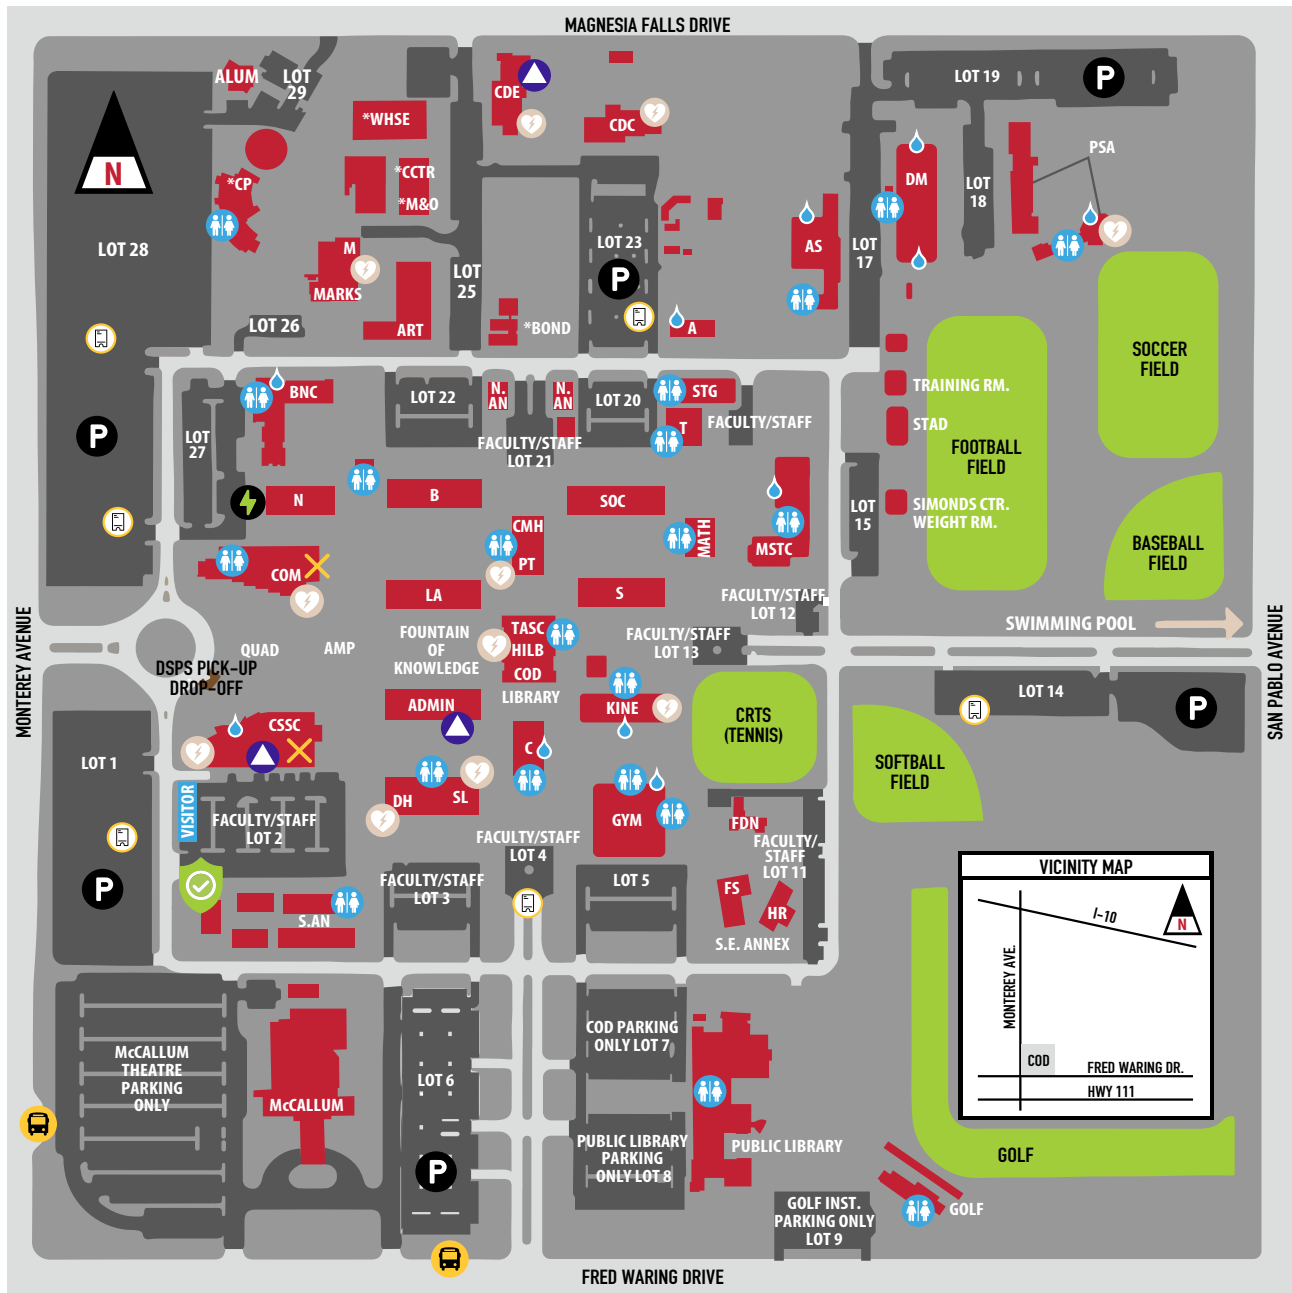 MAGNESIA FALLS DRIVE
ALUM
LOT
29
CDE
*WHSE
CDC
LOT 19
P
N
*CP
*CCTR
*M&O
DM
LOT
18
PSA
LOT 28
M
MARKS
LOT
25
LOT 23
P
AS
LOT
17
LOT 26
ART
*BOND
A
SOCCER
FIELD
BNC
LOT 22
N.
AN
N.
AN
LOT 20
STG
TRAINING RM.
P
LOT
27
FACULTY/STAFF
LOT 21
T
FACULTY/STAFF
STAD
FOOTBALL
FIELD
N
B
SOC
LOT
15
SIMONDS CTR.
WEIGHT RM.
CMH
PT
MATH
MSTC
BASEBALL
FIELD
COM
LA
S
FACULTY/STAFF
LOT 12
SWIMMING POOL
MONTEREY AVENUE
SAN PABLO AVENUE
QUAD
AMP
FOUNTAIN
OF
KNOWLEDGE
TASC
HILB
COD
LIBRARY
FACULTY/STAFF
LOT 13
DSPS PICK-UP
DROP-OFF
LOT 14
P
ADMIN
KINE
CRTS
(TENNIS)
CSSC
C
LOT 1
SOFTBALL
FIELD
VISITOR
FACULTY/STAFF
LOT 2
DH
SL
GYM
FDN
FACULTY/STAFF
LOT 4
FACULTY/
STAFF
LOT 11
P
FACULTY/STAFF
LOT 3
LOT 5
FS
HR
S.AN
S.E. ANNEX
VICINITY MAP
I-10
N
MONTEREY AVE.
COD
FRED WARING DR.
HWY 111
McCALLUM
THEATRE
PARKING
ONLY
McCALLUM
LOT 6
P
COD PARKING
ONLY LOT 7
PUBLIC LIBRARY
PARKING
ONLY LOT 8
PUBLIC LIBRARY
GOLF
GOLF
GOLF INST.
PARKING ONLY
LOT 9
FRED WARING DRIVE